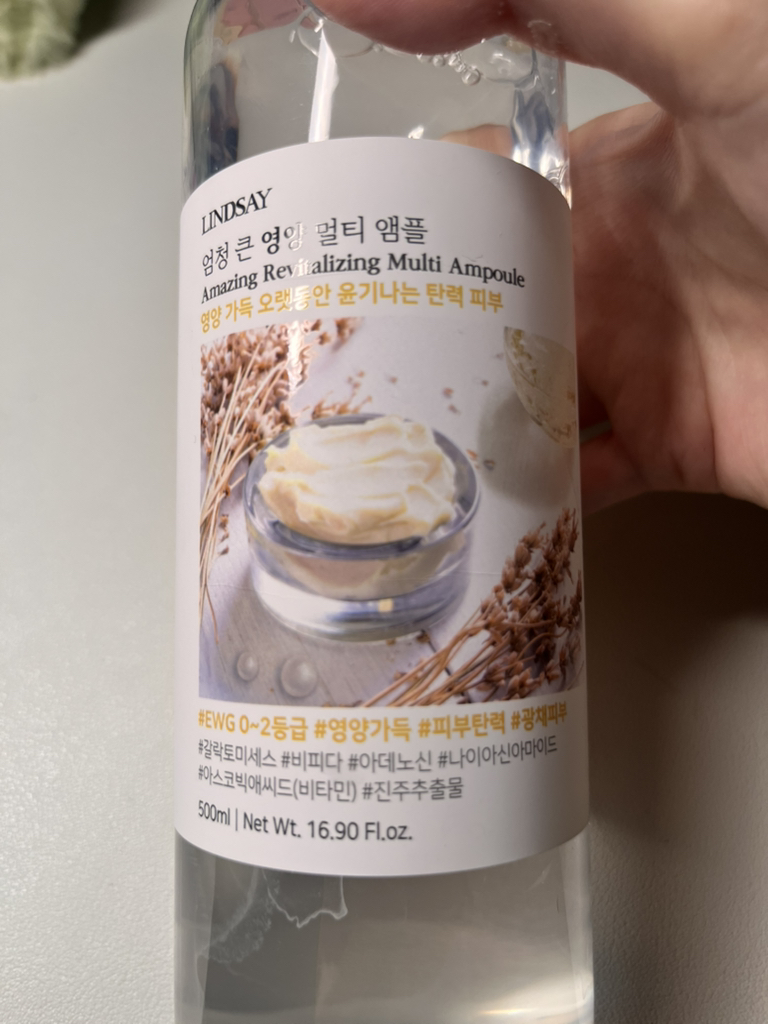 LINDSAY
엄청 큰 영양 멀티 앰플
Amazing Revitalizing Multi Ampoule
영양 가득 오랫동안 윤기나는 탄력 피부
#EWG 0~2등급 #영양가득 #피부탄력 #광채피부
#갈락토미세스 #비피다 #아데노신 #나이아신아마이드
#아스코빅애씨드(비타민) #진주추출물
500ml | Net Wt. 16.90 Fl.oz.